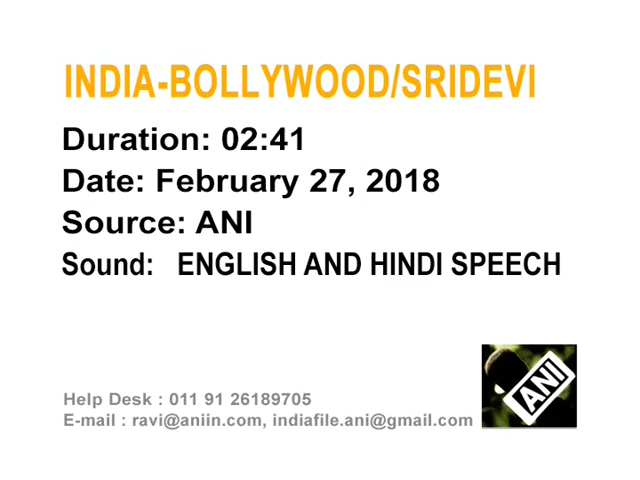 INDIA-BOLLYWOOD/SRIDEVI
Duration: 02:41
Date: February 27, 2018
Source: ANI
Sound: ENGLISH AND HINDI SPEECH
Help Desk : 011 91 26189705
E-mail : ravi@aniin.com, indiafile.ani@gmail.com
ANI